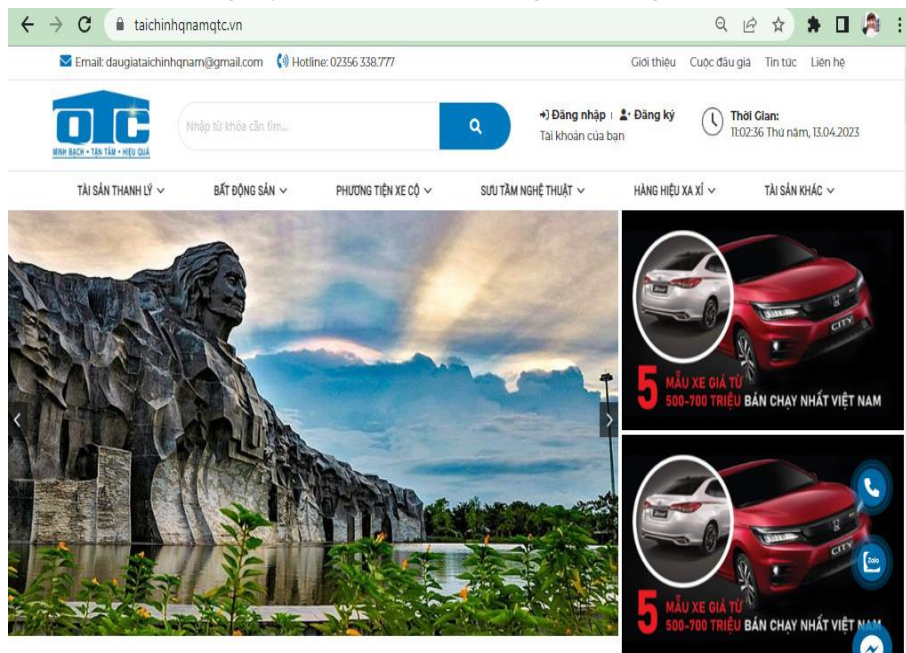 taichinhqnamqtc.vn
Email: daugiataichinhqnam@gmail.com Hotline: 02356 338.777 Giới thiệu Cuộc đấu giá Tin tức Liên hệ
QTC
MINH BẠCH • TẬN TÂM • HIỆU QUẢ
Nhập từ khóa cần tìm...
Đăng nhập | Đăng ký
Tài khoản của bạn
Thời Gian:
11:02:36 Thứ năm, 13.04.2023
TÀI SẢN THANH LÝ BẤT ĐỘNG SẢN PHƯƠNG TIỆN XE CỘ SƯU TẦM NGHỆ THUẬT HÀNG HIỆU XA XỈ TÀI SẢN KHÁC
CITY
5 MẪU XE GIÁ TỪ
500-700 TRIỆU BÁN CHẠY NHẤT VIỆT NAM
CITY
Zalo
5 MẪU XE GIÁ TỪ
500-700 TRIỆU BÁN CHẠY NHẤT VIỆT NAM